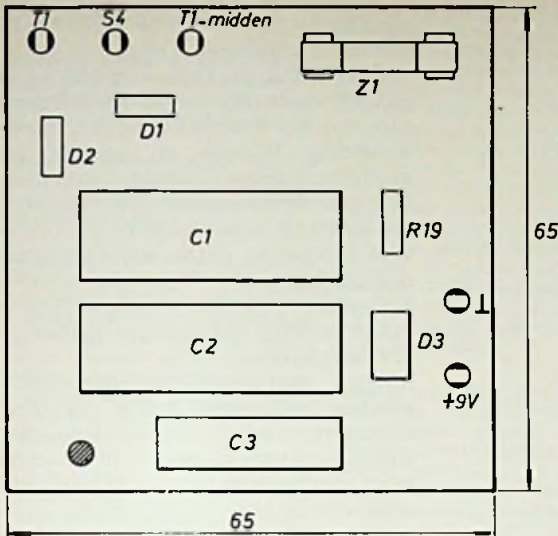 T1 S4 T1-midden
Z1
D1
D2
C1
R19
65
⊥
C2
D3
+9V
C3
65